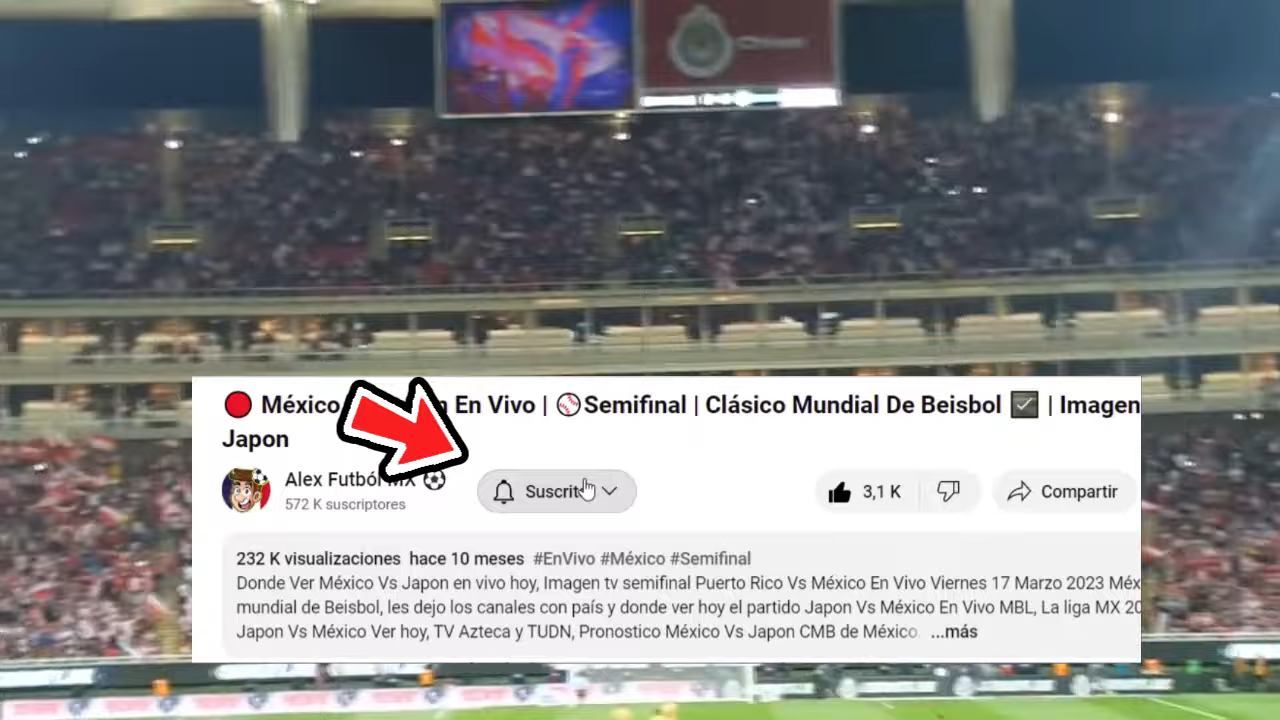 México n En Vivo | Semifinal | Clásico Mundial De Beisbol | Imagen
Japon
Alex Futból MX
572 K suscriptores
Suscrito
3,1 K
Compartir
232 K visualizaciones hace 10 meses #EnVivo #México #Semifinal
Donde Ver México Vs Japon en vivo hoy, Imagen tv semifinal Puerto Rico Vs México En Vivo Viernes 17 Marzo 2023 Méx
mundial de Beisbol, les dejo los canales con país y donde ver hoy el partido Japon Vs México En Vivo MBL, La liga MX 20
Japon Vs México Ver hoy, TV Azteca y TUDN, Pronostico México Vs Japon CMB de México. ...más